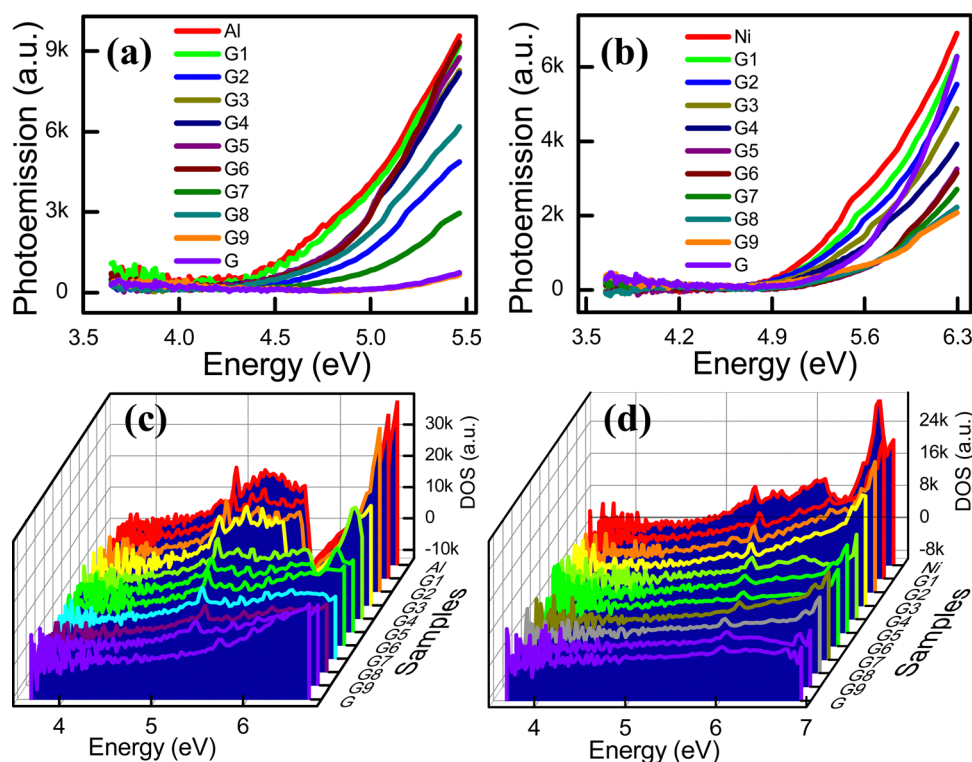 (a)
Photoemission (a.u.)
9k
6k
3k
0
Al
G1
G2
G3
G4
G5
G6
G7
G8
G9
G
3.5 4.0 4.5 5.0 5.5
Energy (eV)
(b)
Photoemission (a.u.)
6k
4k
2k
0
Ni
G1
G2
G3
G4
G5
G6
G7
G8
G9
G
3.5 4.2 4.9 5.6 6.3
Energy (eV)
(c)
30k
20k
10k
0
-10k
DOS (a.u.)
Al
G1
G2
G3
G4
G5
G6
G7
G8
G9
G
Samples
4 5 6
Energy (eV)
(d)
24k
16k
8k
0
-8k
DOS (a.u.)
Ni
G1
G2
G3
G4
G5
G6
G7
G8
G9
G
Samples
4 5 6 7
Energy (eV)